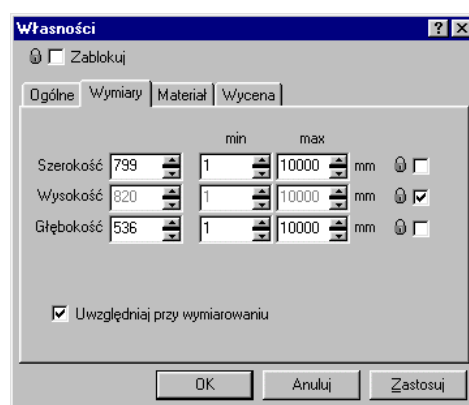 Własności
Zablokuj
Ogólne Wymiary Materiał Wycena
min max
Szerokość 799 1 10000 mm
Wysokość 820 1 10000 mm
Głębokość 536 1 10000 mm
Uwzględniaj przy wymiarowaniu
OK Anuluj Zastosuj